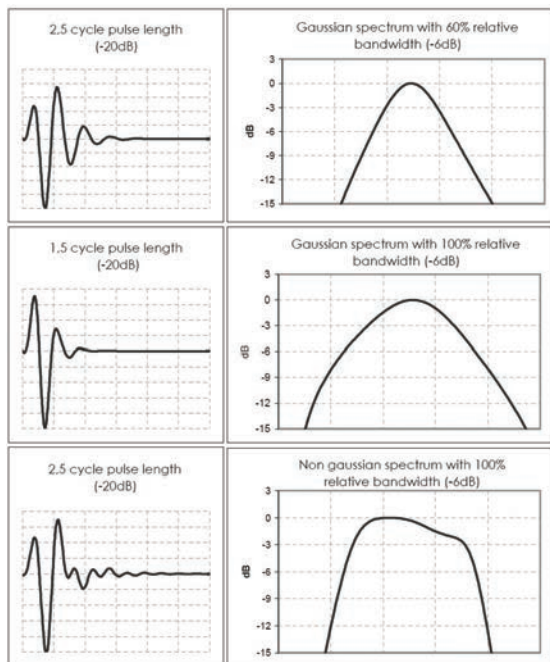 2.5 cycle pulse length
(-20dB)
Gaussian spectrum with 60% relative
bandwidth (-6dB)
3
0
-3
-6
-9
-12
-15
dB
1.5 cycle pulse length
(-20dB)
Gaussian spectrum with 100% relative
bandwidth (-6dB)
3
0
-3
-6
-9
-12
-15
dB
2.5 cycle pulse length
(-20dB)
Non gaussian spectrum with 100%
relative bandwidth (-6dB)
3
0
-3
-6
-9
-12
-15
dB